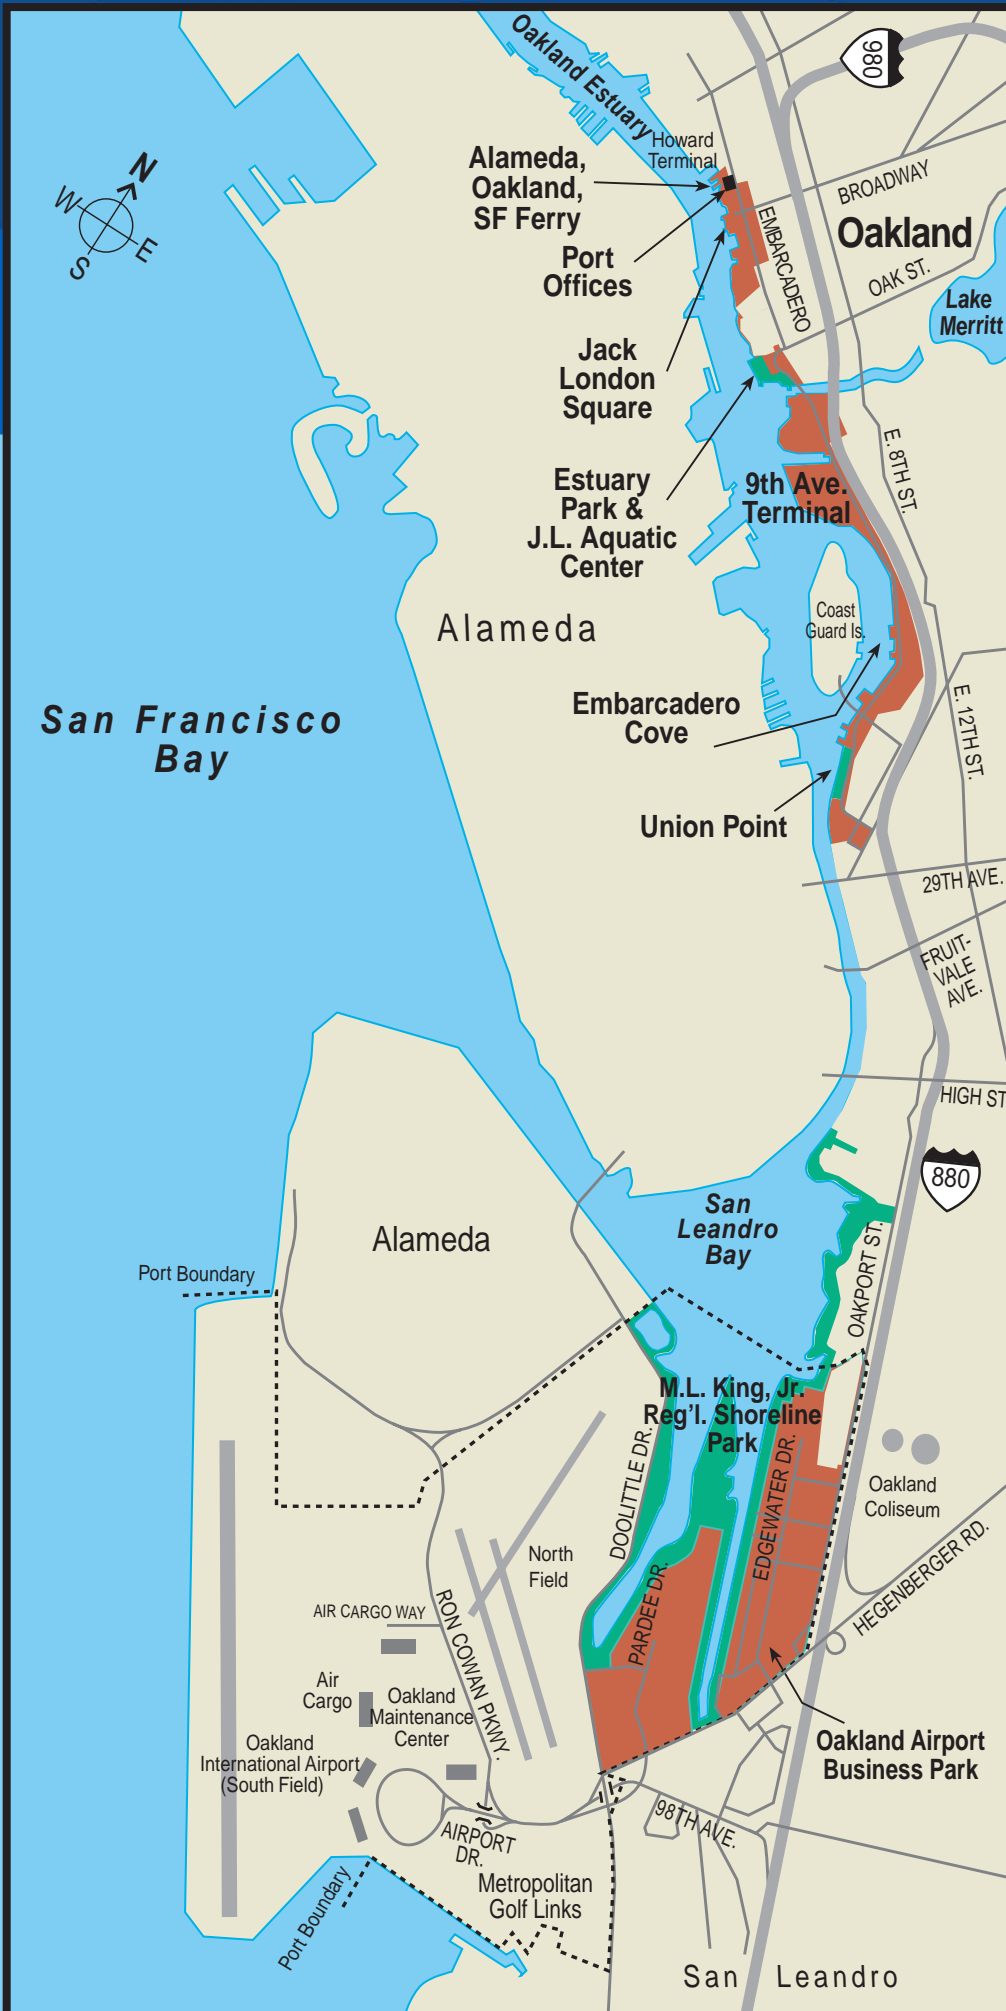 Oakland Estuary
980
N
W
E
S
Howard
Terminal
Alameda,
Oakland,
SF Ferry
BROADWAY
Oakland
EMBARCADERO
Port
Offices
OAK ST.
Lake
Merritt
Jack
London
Square
E. 8TH ST.
Estuary
Park &
J.L. Aquatic
Center
9th Ave.
Terminal
Coast
Guard Is.
Alameda
Embarcadero
Cove
E. 12TH ST.
San Francisco
Bay
Union Point
29TH AVE.
FRUIT-
VALE
AVE.
HIGH ST
880
San
Leandro
Bay
Alameda
OAKPORT ST.
Port Boundary
M.L. King, Jr.
Reg'l. Shoreline
Park
DOOLITTLE DR.
EDGEWATER DR.
Oakland
Coliseum
North
Field
HEGENBERGER RD.
PARDEE DR.
AIR CARGO WAY
RON COWAN PKWY.
Air
Cargo
Oakland
Maintenance
Center
Oakland
International Airport
(South Field)
Oakland Airport
Business Park
98TH AVE.
AIRPORT
DR.
Metropolitan
Golf Links
Port Boundary
San Leandro